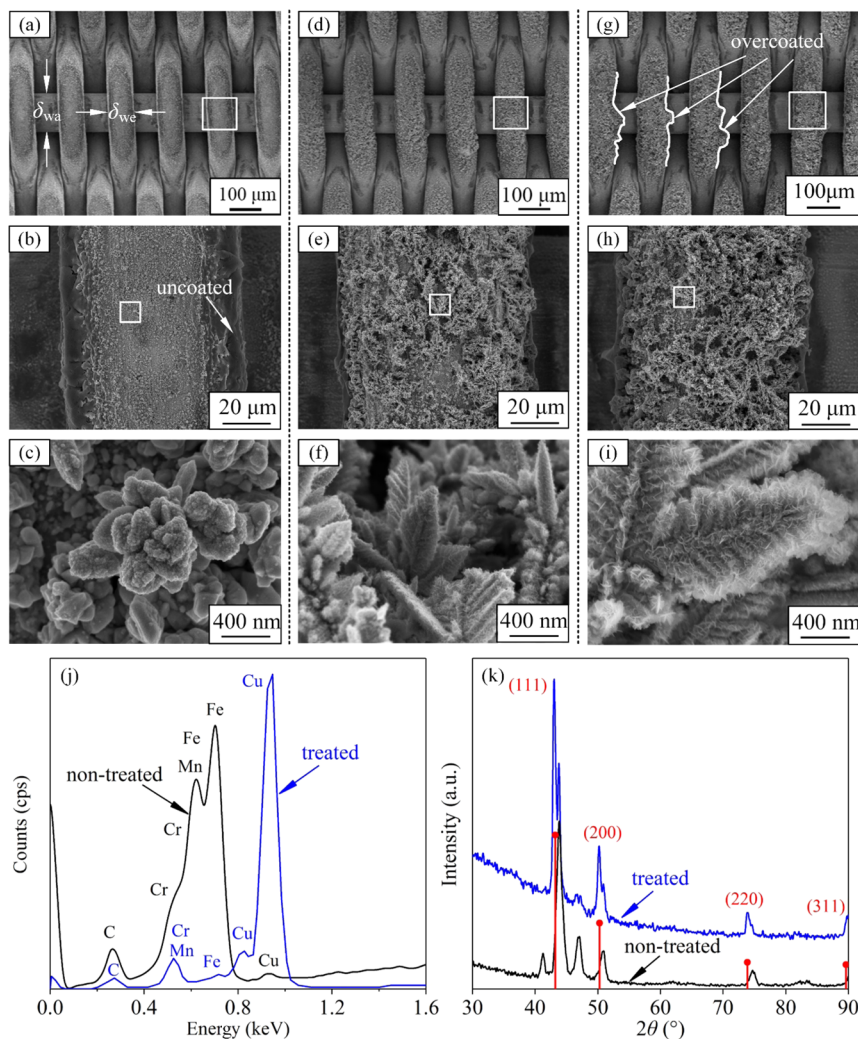 (a)
δwa
δwe
100 μm
(d)
100 μm
(g)
overcoated
100μm
(b)
uncoated
20 μm
(e)
20 μm
(h)
20 μm
(c)
400 nm
(f)
400 nm
(i)
400 nm
(j)
Cu
Fe
Fe
treated
non-treated
Mn
Cr
Cr
C
Cr
Mn
C
Fe
Cu
Cu
Counts (cps)
0.0 0.4 0.8 1.2 1.6
Energy (keV)
(k)
(111)
(200)
treated
(220)
(311)
non-treated
Intensity (a.u.)
30 40 50 60 70 80 90
2θ (°)